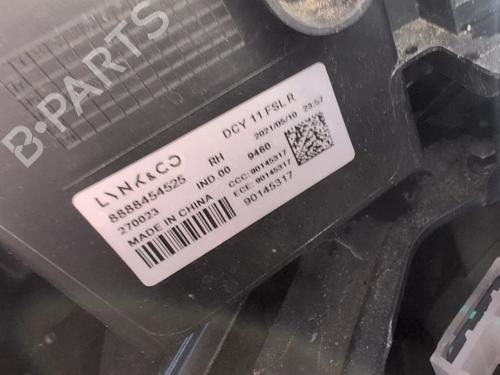 B-PARTS
LYNK&CO
DCY 11 FSL R
8888454525
RH
2021/05/10 23:57
270023
IND.00
9460
MADE IN CHINA
CCC: 90145317
ECE: 90145317
90145317